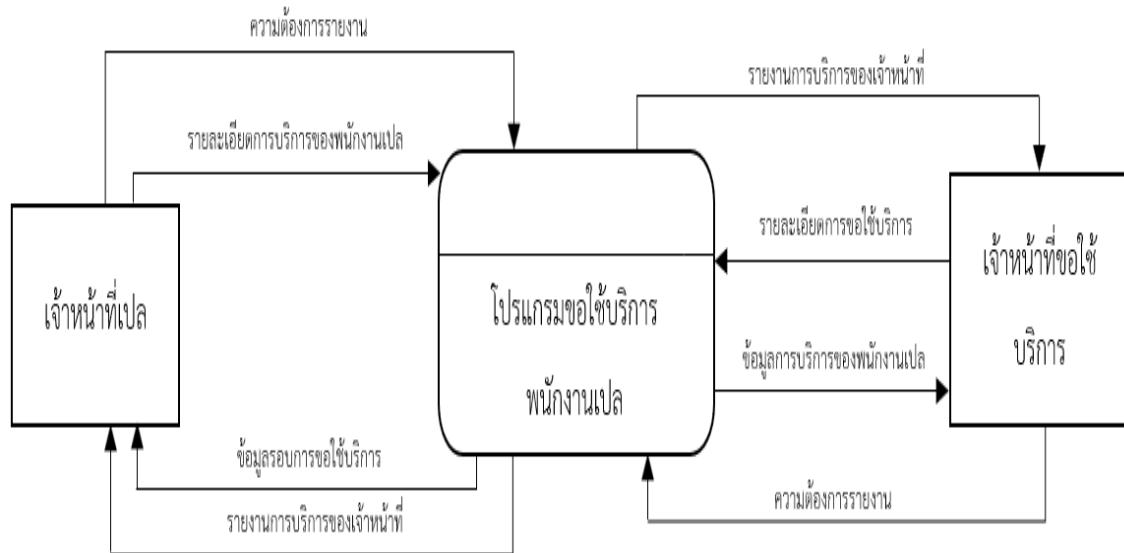 ความต้องการรายงาน
รายงานการบริการของเจ้าหน้าที่
รายละเอียดการบริการของพนักงานเปล
รายละเอียดการขอใช้บริการ
เจ้าหน้าที่เปล
โปรแกรมขอใช้บริการ
พนักงานเปล
เจ้าหน้าที่ขอใช้
บริการ
ข้อมูลการบริการของพนักงานเปล
ข้อมูลรอบการขอใช้บริการ
รายงานการบริการของเจ้าหน้าที่
ความต้องการรายงาน